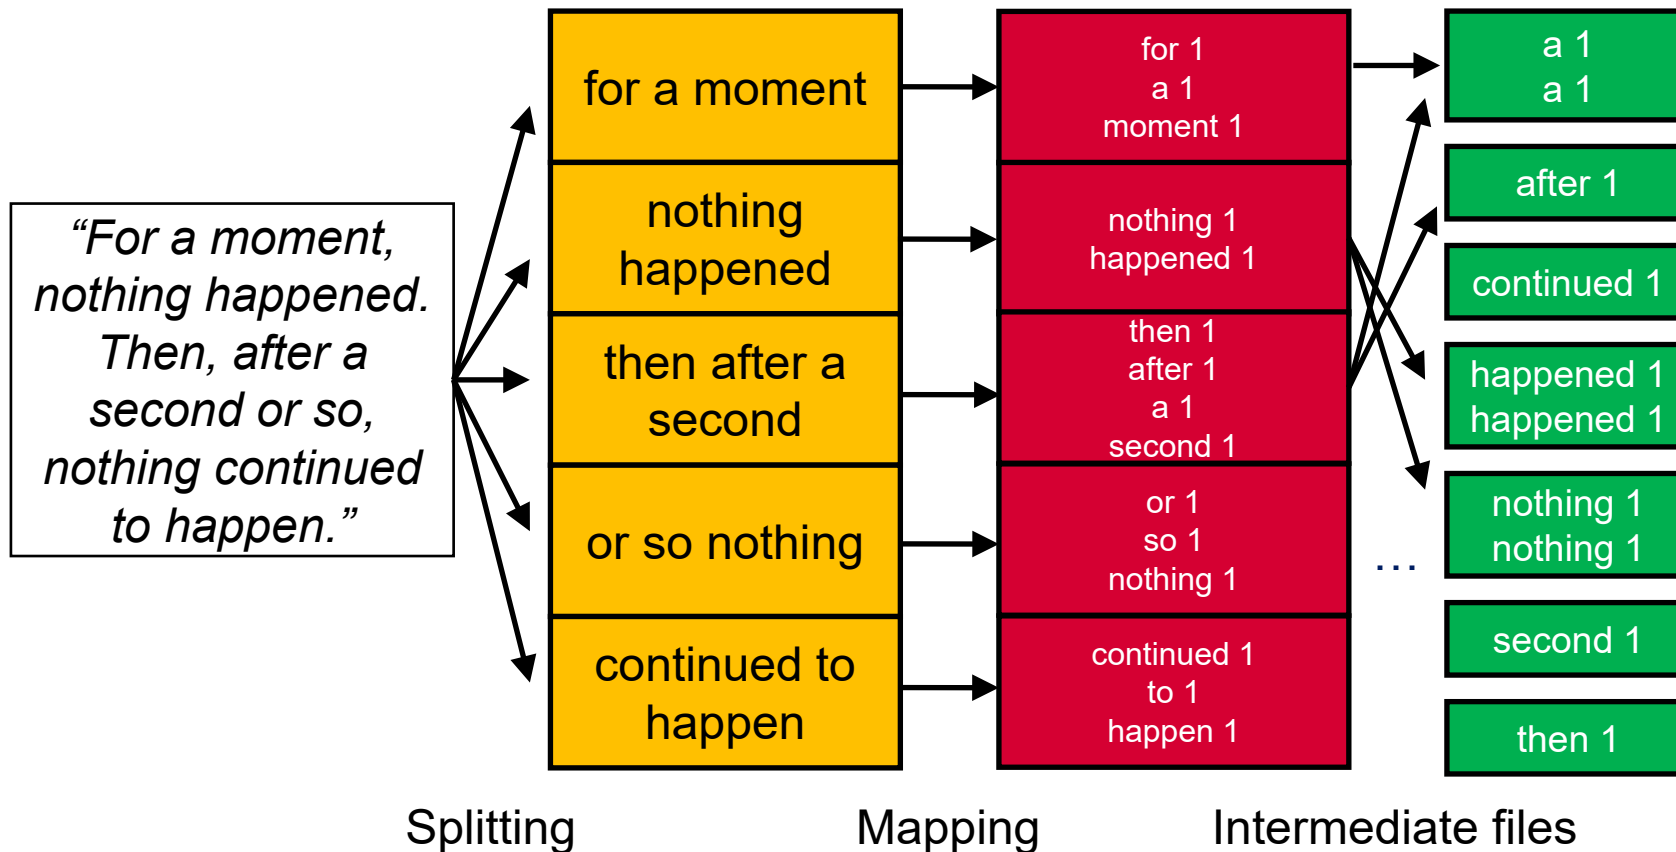 “For a moment,
nothing happened.
Then, after a
second or so,
nothing continued
to happen.”
for a moment
nothing
happened
then after a
second
or so nothing
continued to
happen
for 1
a 1
moment 1
nothing 1
happened 1
then 1
after 1
a 1
second 1
or 1
so 1
nothing 1
continued 1
to 1
happen 1
…
a 1
a 1
after 1
continued 1
happened 1
happened 1
nothing 1
nothing 1
second 1
then 1
Splitting
Mapping
Intermediate files